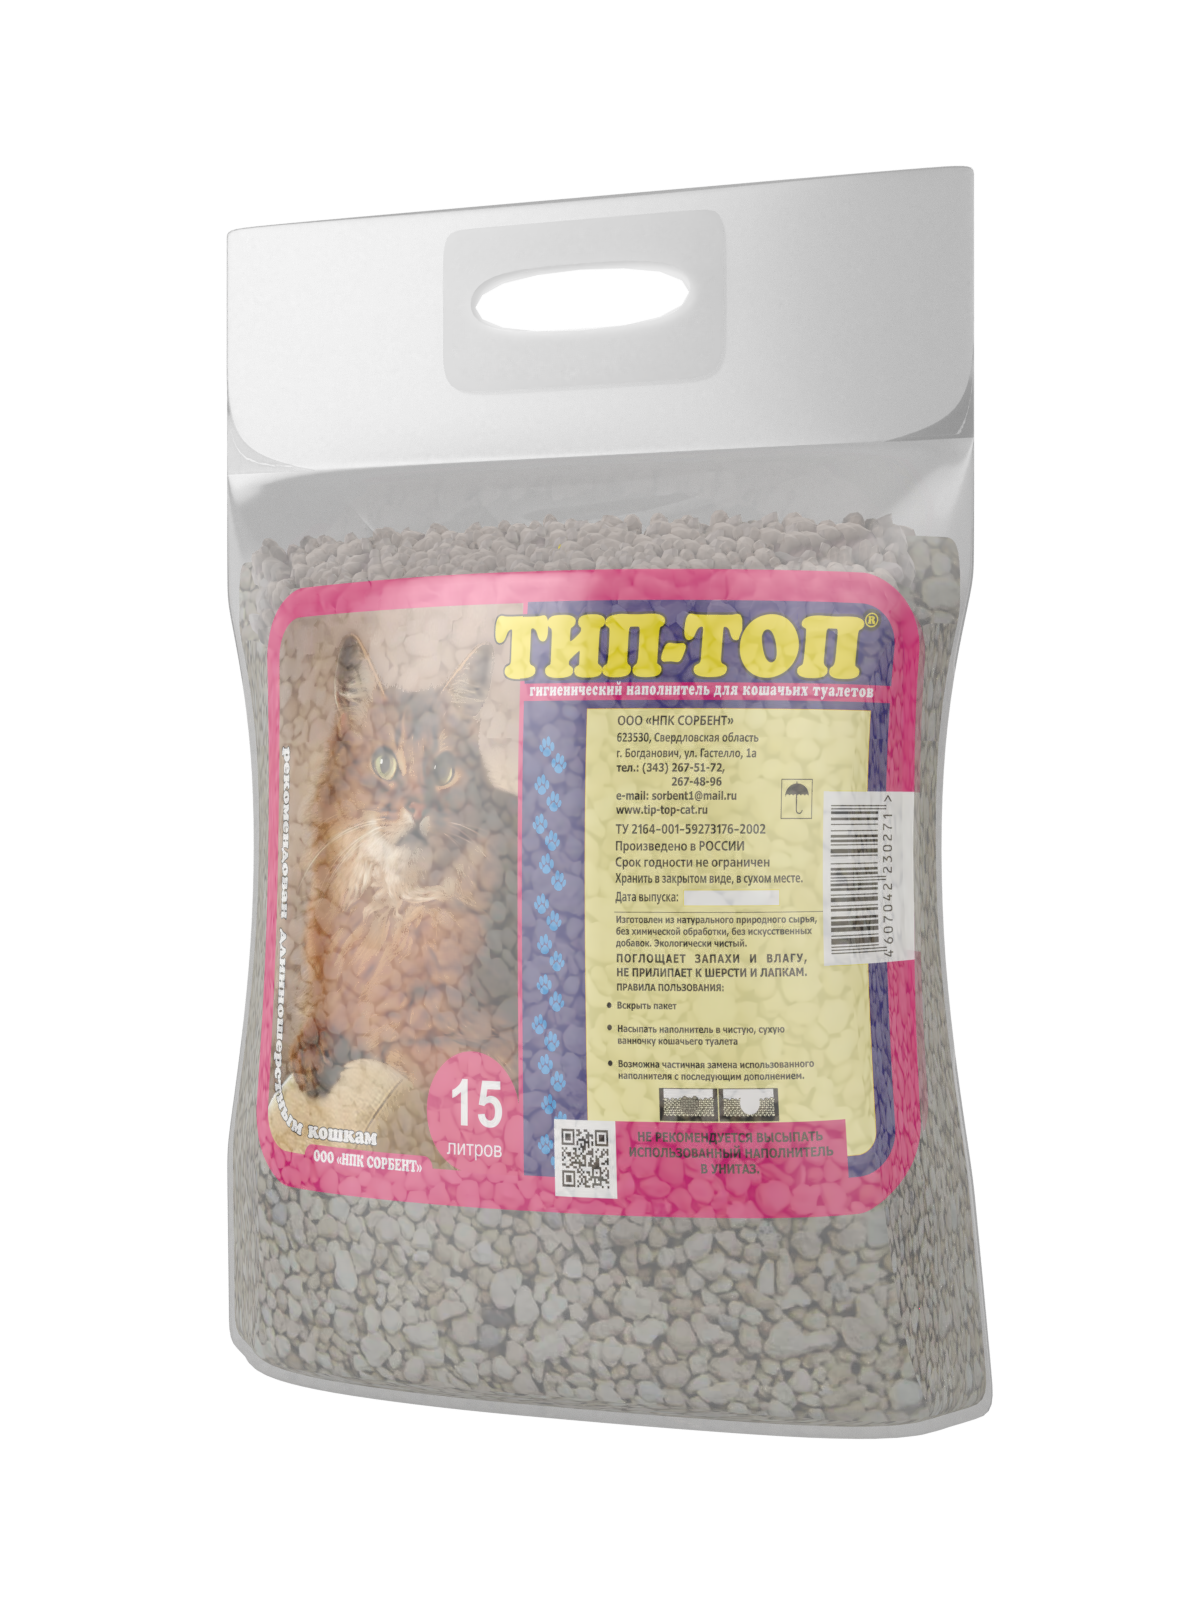 ТИП-ТОП®
гигиенический наполнитель для кошачьих туалетов
рекомендован длинношерстным кошкам
ООО «НПК СОРБЕНТ»
15
литров
ООО «НПК СОРБЕНТ»
623530, Свердловская область
г. Богданович, ул. Гастелло, 1а
тел.: (343) 267-51-72,
267-48-96
e-mail: sorbent1@mail.ru
www.tip-top-cat.ru
ТУ 2164-001-59273176-2002
Произведено в РОССИИ
Срок годности не ограничен
Хранить в закрытом виде, в сухом месте.
Дата выпуска:
Изготовлен из натурального природного сырья,
без химической обработки, без искусственных
добавок. Экологически чистый.
ПОГЛОЩАЕТ ЗАПАХИ И ВЛАГУ,
НЕ ПРИЛИПАЕТ К ШЕРСТИ И ЛАПКАМ.
ПРАВИЛА ПОЛЬЗОВАНИЯ:
• Вскрыть пакет
• Насыпать наполнитель в чистую, сухую
ванночку кошачьего туалета
• Возможна частичная замена использованного
наполнителя с последующим дополнением.
НЕ РЕКОМЕНДУЕТСЯ ВЫСЫПАТЬ
ИСПОЛЬЗОВАННЫЙ НАПОЛНИТЕЛЬ
В УНИТАЗ.
4 607042 230271 >